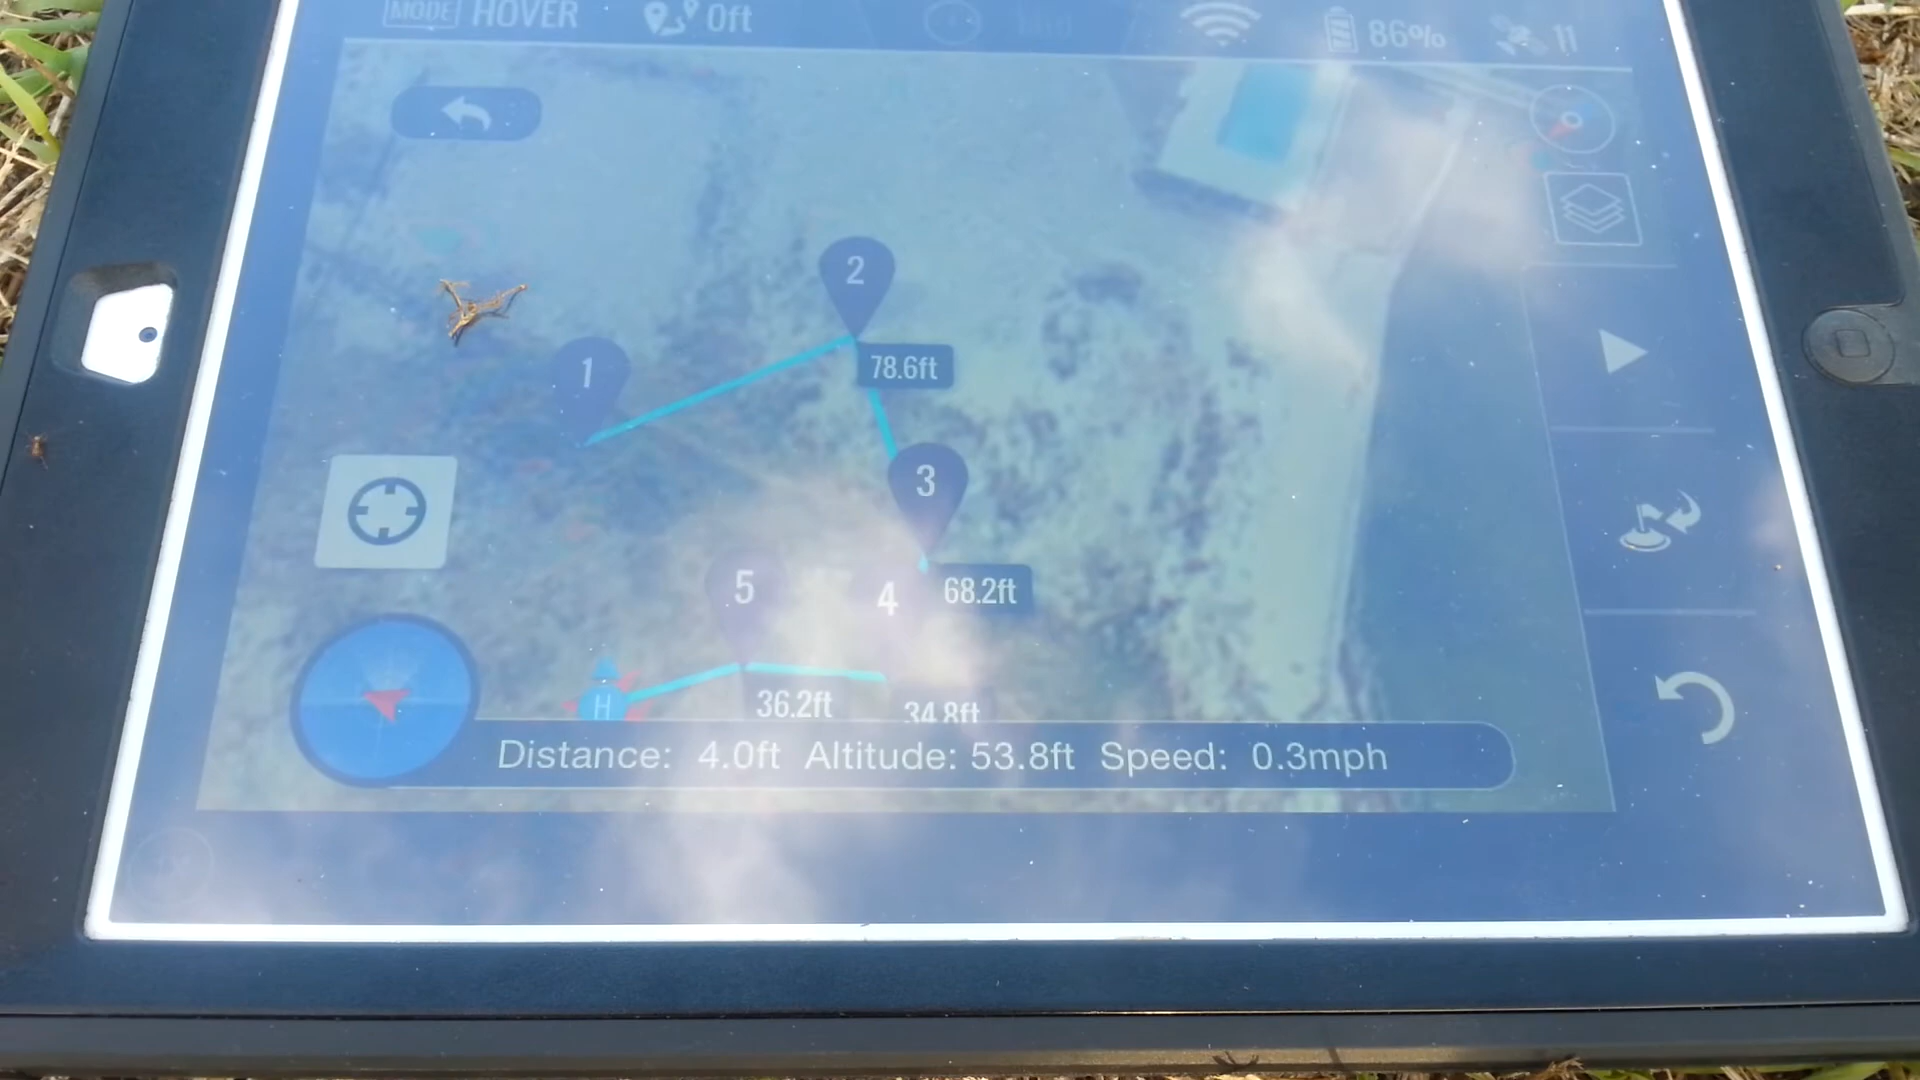 MODE HOVER 0ft 86% 11
2
1
78.6ft
3
5
4
68.2ft
H
36.2ft
34.8ft
Distance: 4.0ft Altitude: 53.8ft Speed: 0.3mph